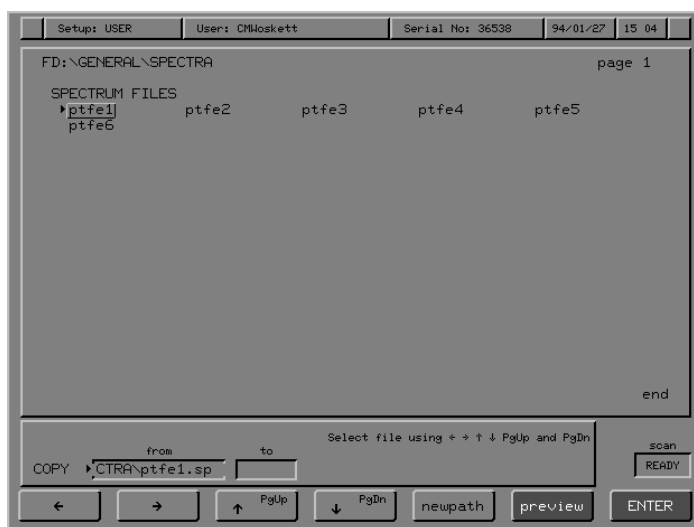 Setup: USER User: CMWoskett Serial No: 36538 94/01/27 15 04
FD:\GENERAL\SPECTRA page 1
SPECTRUM FILES
ptfe1 ptfe2 ptfe3 ptfe4 ptfe5
ptfe6
end
Select file using ← → ↑ ↓ PgUp and PgDn
from to scan
COPY CTRA\ptfe1.sp READY
← → ↑ PgUp ↓ PgDn newpath preview ENTER